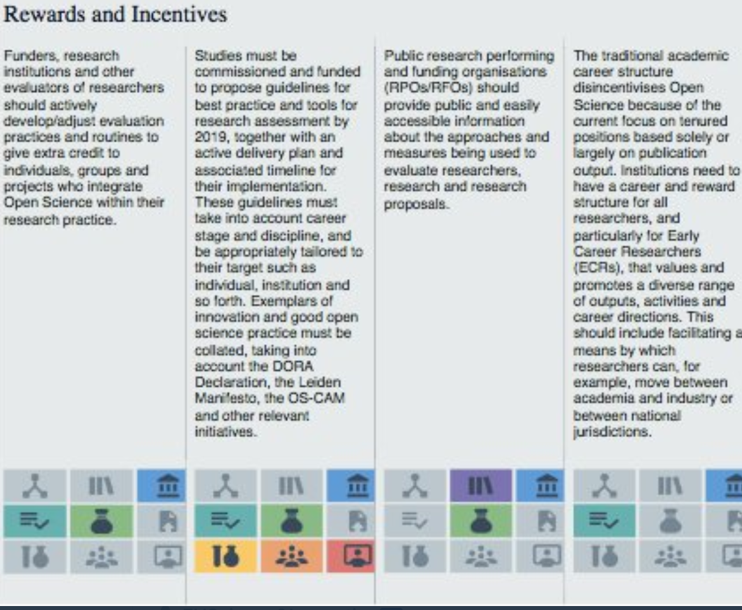 Rewards and Incentives
Funders, research
institutions and other
evaluators of researchers
should actively
develop/adjust evaluation
practices and routines to
give extra credit to
individuals, groups and
projects who integrate
Open Science within their
research practice.
Studies must be
commissioned and funded
to propose guidelines for
best practice and tools for
research assessment by
2019, together with an
active delivery plan and
associated timeline for
their implementation.
These guidelines must
take into account career
stage and discipline, and
be appropriately tailored to
their target such as
individual, institution and
so forth. Exemplars of
innovation and good open
science practice must be
collated, taking into
account the DORA
Declaration, the Leiden
Manifesto, the OS-CAM
and other relevant
initiatives.
Public research performing
and funding organisations
(RPOs/RFOs) should
provide public and easily
accessible information
about the approaches and
measures being used to
evaluate researchers,
research and research
proposals.
The traditional academic
career structure
disincentivises Open
Science because of the
current focus on tenured
positions based solely or
largely on publication
output. Institutions need to
have a career and reward
structure for all
researchers, and
particularly for Early
Career Researchers
(ECRs), that values and
promotes a diverse range
of outputs, activities and
career directions. This
should include facilitating a
means by which
researchers can, for
example, move between
academia and industry or
between national
jurisdictions.